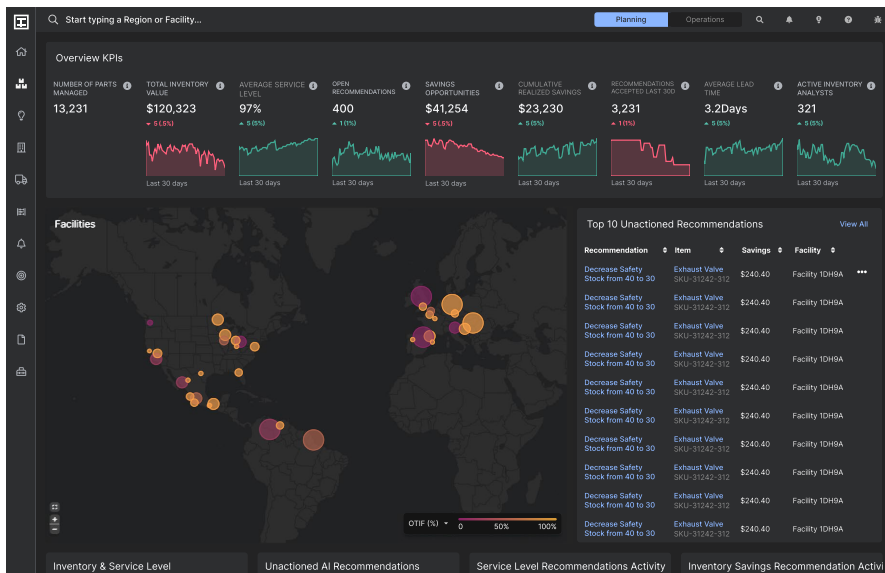 Start typing a Region or Facility...
Planning
Operations
Overview KPIs
NUMBER OF PARTS
MANAGED
13,231
TOTAL INVENTORY
VALUE
$120,323
5 (.5%)
Last 30 days
AVERAGE SERVICE
LEVEL
97%
5 (5%)
Last 30 days
OPEN
RECOMMENDATIONS
400
1 (1%)
Last 30 days
SAVINGS
OPPORTUNITIES
$41,254
5 (.5%)
Last 30 days
CUMULATIVE
REALIZED SAVINGS
$23,230
5 (5%)
Last 30 days
RECOMMENDATIONS
ACCEPTED LAST 30D
3,231
1 (1%)
Last 30 days
AVERAGE LEAD
TIME
3.2Days
5 (5%)
Last 30 days
ACTIVE INVENTORY
ANALYSTS
321
5 (5%)
Last 30 days
Facilities
OTIF (%)
0
50%
100%
Top 10 Unactioned Recommendations
View All
Recommendation Item Savings Facility
Decrease Safety Exhaust Valve
$240.40 Facility 1DH9A
Stock from 40 to 30 SKU-31242-312
Decrease Safety Exhaust Valve
$240.40 Facility 1DH9A
Stock from 40 to 30 SKU-31242-312
Decrease Safety Exhaust Valve
$240.40 Facility 1DH9A
Stock from 40 to 30 SKU-31242-312
Decrease Safety Exhaust Valve
$240.40 Facility 1DH9A
Stock from 40 to 30 SKU-31242-312
Decrease Safety Exhaust Valve
$240.40 Facility 1DH9A
Stock from 40 to 30 SKU-31242-312
Decrease Safety Exhaust Valve
$240.40 Facility 1DH9A
Stock from 40 to 30 SKU-31242-312
Decrease Safety Exhaust Valve
$240.40 Facility 1DH9A
Stock from 40 to 30 SKU-31242-312
Decrease Safety Exhaust Valve
$240.40 Facility 1DH9A
Stock from 40 to 30 SKU-31242-312
Decrease Safety Exhaust Valve
$240.40 Facility 1DH9A
Stock from 40 to 30 SKU-31242-312
Decrease Safety Exhaust Valve
$240.40 Facility 1DH9A
Stock from 40 to 30 SKU-31242-312
Inventory & Service Level
Unactioned AI Recommendations
Service Level Recommendations Activity
Inventory Savings Recommendation Activi